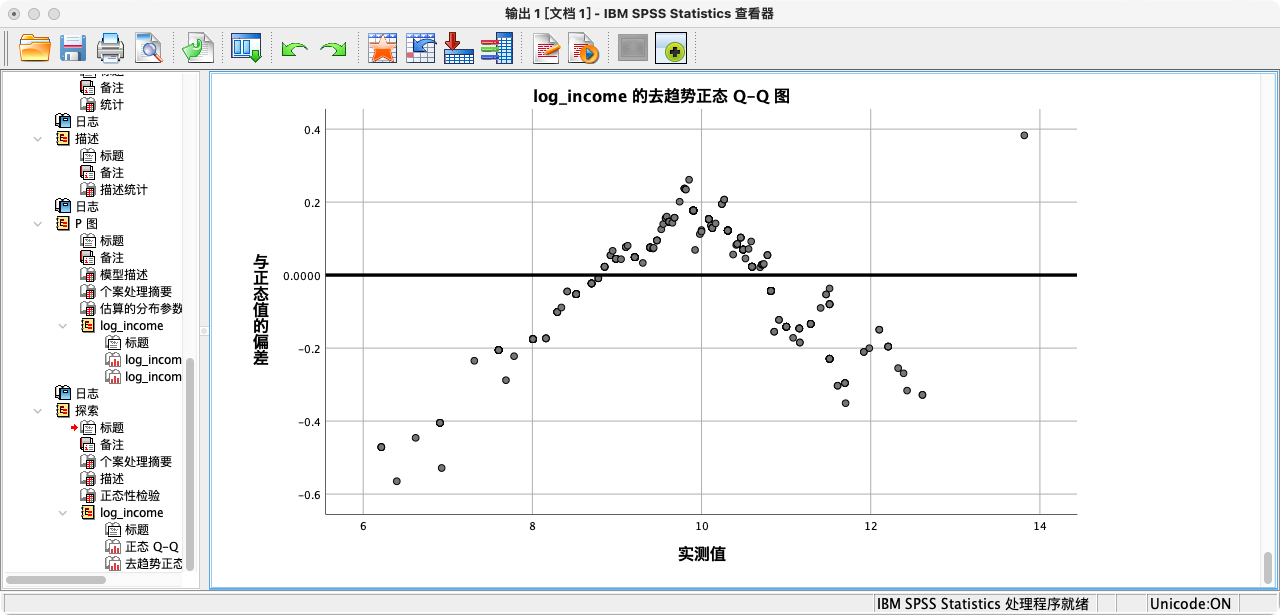 输出 1 [文档 1] - IBM SPSS Statistics 查看器
标题
备注
统计
日志
描述
标题
备注
描述统计
日志
P 图
标题
备注
模型描述
个案处理摘要
估算的分布参数
log_income
标题
log_incom
log_incom
日志
探索
标题
备注
个案处理摘要
描述
正态性检验
log_income
标题
正态 Q-Q
去趋势正态
log_income 的去趋势正态 Q-Q 图
与正态值的偏差
0.4
0.2
0.0000
-0.2
-0.4
-0.6
6 8 10 12 14
实测值
IBM SPSS Statistics 处理程序就绪
Unicode:ON